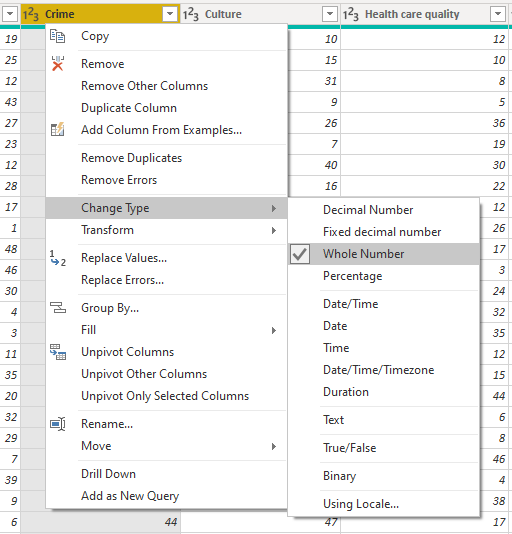 1²3 Crime
1²3 Culture
1²3 Health care quality
19
25
12
43
27
23
12
28
17
1
48
46
30
4
3
11
35
20
32
29
7
39
9
6
Copy
Remove
Remove Other Columns
Duplicate Column
Add Column From Examples...
Remove Duplicates
Remove Errors
Change Type
Transform
Replace Values...
Replace Errors...
Group By...
Fill
Unpivot Columns
Unpivot Other Columns
Unpivot Only Selected Columns
Rename...
Move
Drill Down
Add as New Query
44
10
15
31
9
26
7
40
16
Decimal Number
Fixed decimal number
Whole Number
Percentage
Date/Time
Date
Time
Date/Time/Timezone
Duration
Text
True/False
Binary
Using Locale...
47
12
10
8
5
36
19
30
22
12
26
17
3
24
32
35
12
15
44
6
8
46
4
38
17